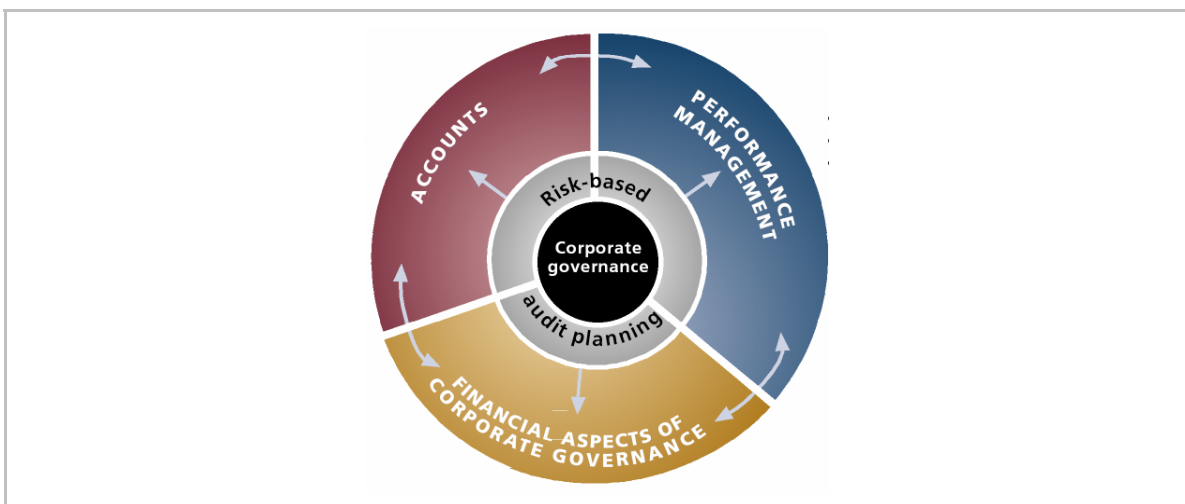 ACCOUNTS
PERFORMANCE
MANAGEMENT
Risk-based
Corporate
governance
audit planning
FINANCIAL ASPECTS OF
CORPORATE GOVERNANCE